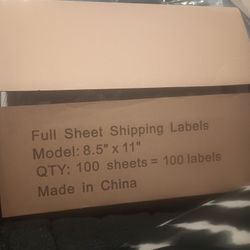 Full Sheet Shipping Labels
Model: 8.5" x 11"
QTY: 100 sheets = 100 labels
Made in China